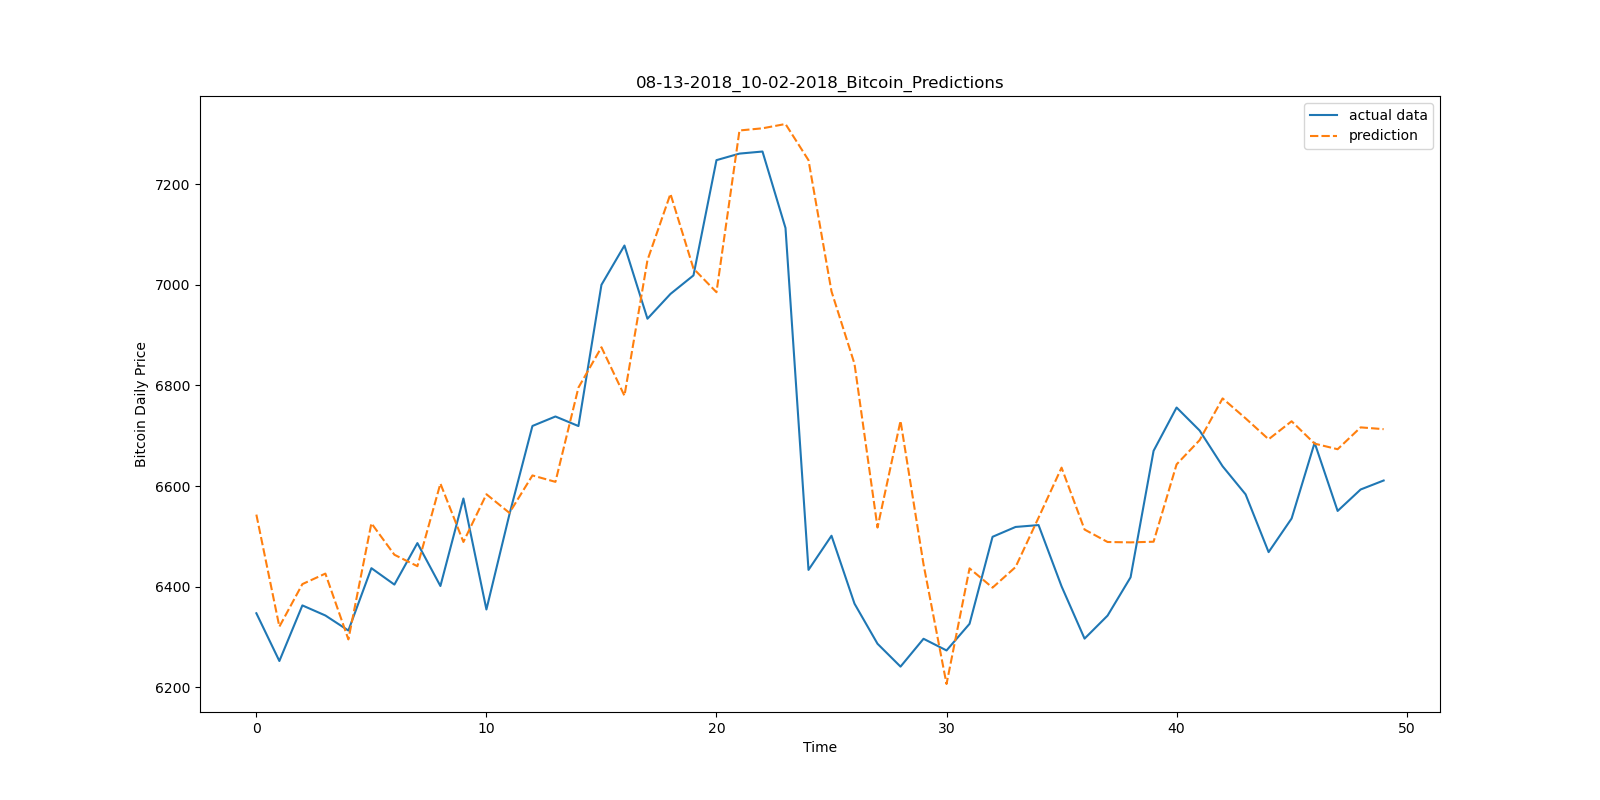 08-13-2018_10-02-2018_Bitcoin_Predictions
actual data
prediction
Bitcoin Daily Price
7200
7000
6800
6600
6400
6200
0 10 20 30 40 50
Time